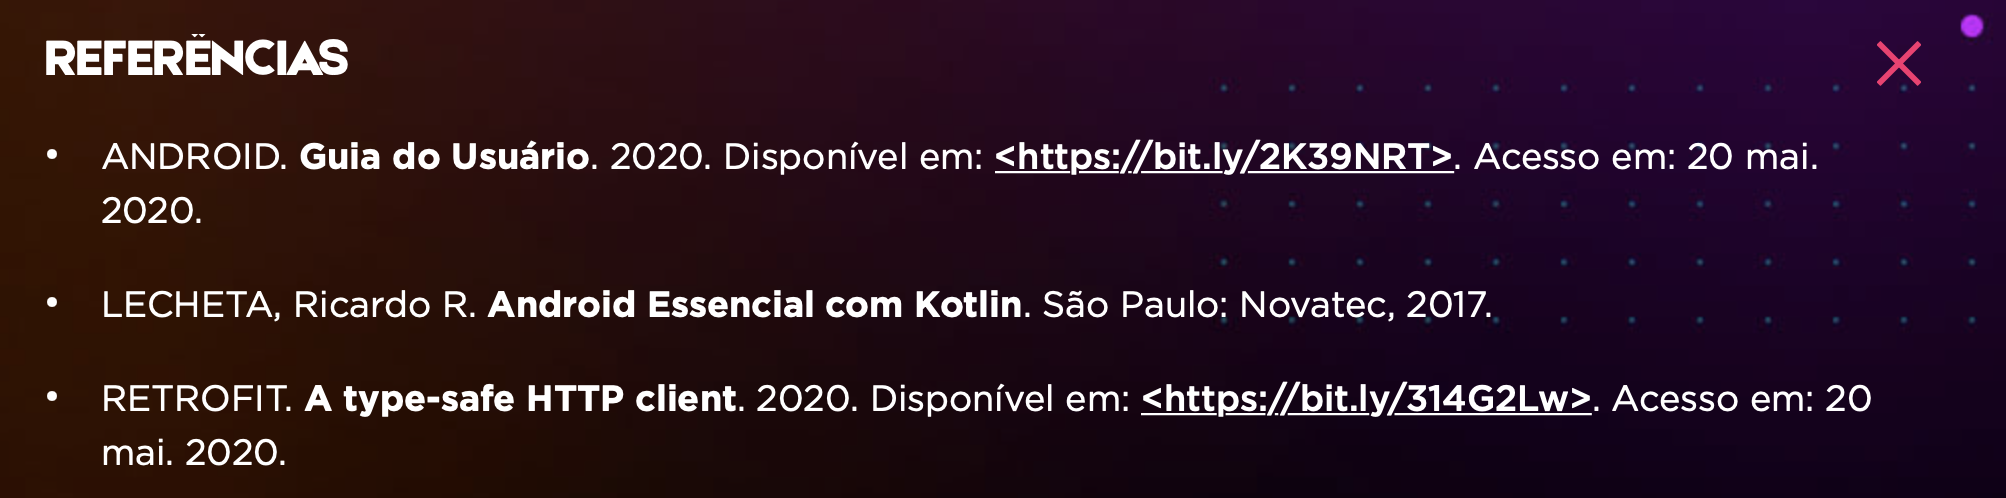 REFERÊNCIAS
• ANDROID. Guia do Usuário. 2020. Disponível em: <https://bit.ly/2K39NRT>. Acesso em: 20 mai.
2020.
• LECHETA, Ricardo R. Android Essencial com Kotlin. São Paulo: Novatec, 2017.
• RETROFIT. A type-safe HTTP client. 2020. Disponível em: <https://bit.ly/314G2Lw>. Acesso em: 20
mai. 2020.